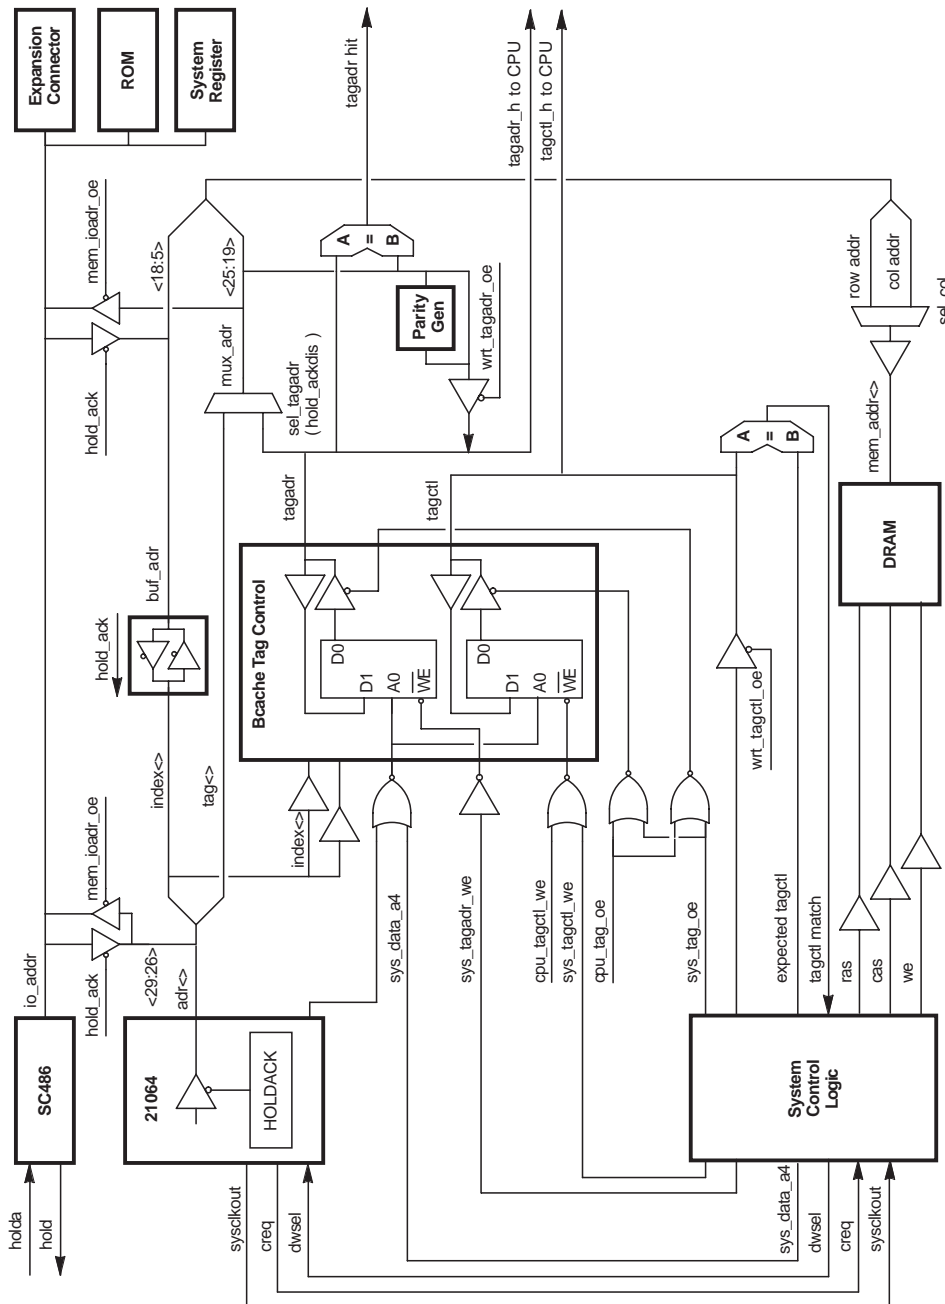 holda
hold
SC486
io_addr
hold_ack
mem_ioadr_oe
<29:26>
adr<>
21064
HOLDACK
sysclkout
creq
dwsel
index<>
tag<>
hold_ack
buf_adr
hold_ack
mem_ioadr_oe
<18:5>
<25:19>
mux_adr
Expansion
Connector
ROM
System
Register
sel_tagadr
(hold_ackdis )
tagadr hit
A
=
B
Parity
Gen
wrt_tagadr_oe
tagadr_h to CPU
tagctl_h to CPU
Bcache Tag Control
tagadr
tagctl
D0
D1
A0
WE
D0
D1
A0
WE
index<>
sys_data_a4
sys_tagadr_we
cpu_tagctl_we
sys_tagctl_we
cpu_tag_oe
sys_tag_oe
wrt_tagctl_oe
A
=
B
expected tagctl
tagctl match
ras
cas
we
System
Control
Logic
sys_data_a4
dwsel
creq
sysclkout
DRAM
mem_addr<>
row addr
col addr
sel_col